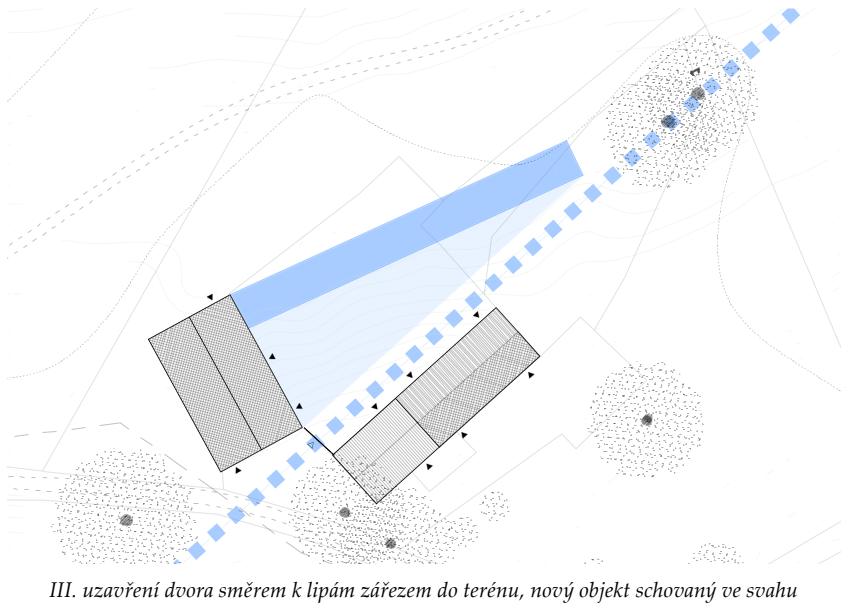 III. uzavření dvora směrem k lipám zářezem do terénu, nový objekt schovaný ve svahu